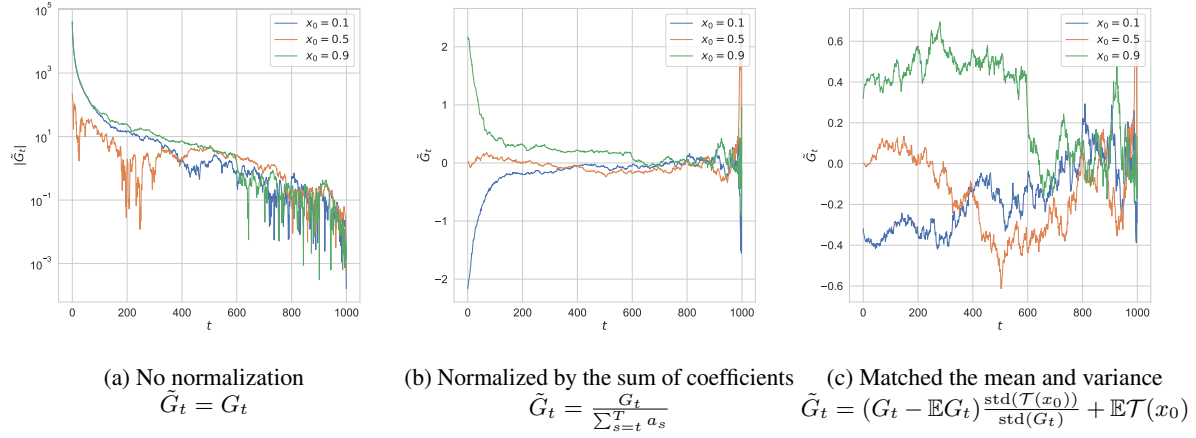 10^5
10^3
10^1
10^{-1}
10^{-3}
|G̃_t|
0
200
400
600
800
1000
t
x_0 = 0.1
x_0 = 0.5
x_0 = 0.9
2
1
0
−1
−2
G̃_t
0
200
400
600
800
1000
t
x_0 = 0.1
x_0 = 0.5
x_0 = 0.9
0.6
0.4
0.2
0.0
−0.2
−0.4
−0.6
G̃_t
0
200
400
600
800
1000
t
x_0 = 0.1
x_0 = 0.5
x_0 = 0.9
(a) No normalization
G̃_t = G_t
(b) Normalized by the sum of coefficients
G̃_t = \frac{G_t}{\sum_{s=t}^{T} a_s}
(c) Matched the mean and variance
G̃_t = (G_t − 𝔼G_t) \frac{std(𝒯(x_0))}{std(G_t)} + 𝔼𝒯(x_0)